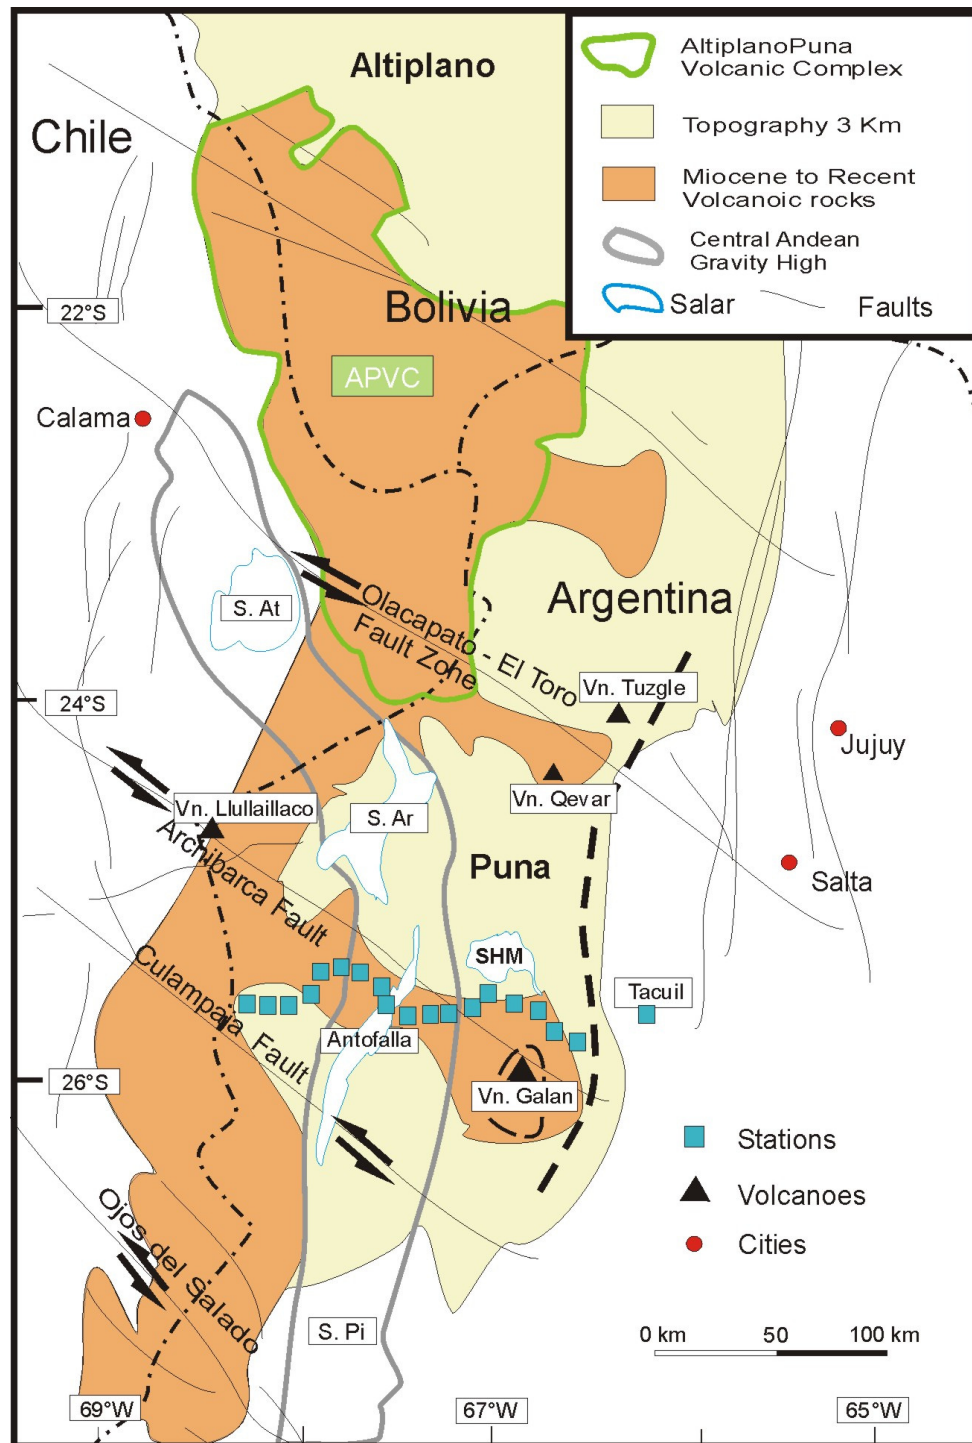 Altiplano
Chile
AltiplanoPuna
Volcanic Complex
Topography 3 Km
Miocene to Recent
Volcanoic rocks
Central Andean
Gravity High
Salar
Faults
22°S
Bolivia
APVC
Calama
S. At
Argentina
Olacapato - El Toro
Fault Zone
24°S
Vn. Tuzgle
Jujuy
Vn. Qevar
Vn. Llullaillaco
S. Ar
Archibarca Fault
Puna
Salta
SHM
Culampaja Fault
Tacuil
Antofalla
26°S
Vn. Galan
Stations
Volcanoes
Cities
Ojos del Salado
S. Pi
0 km 50 100 km
69°W
67°W
65°W